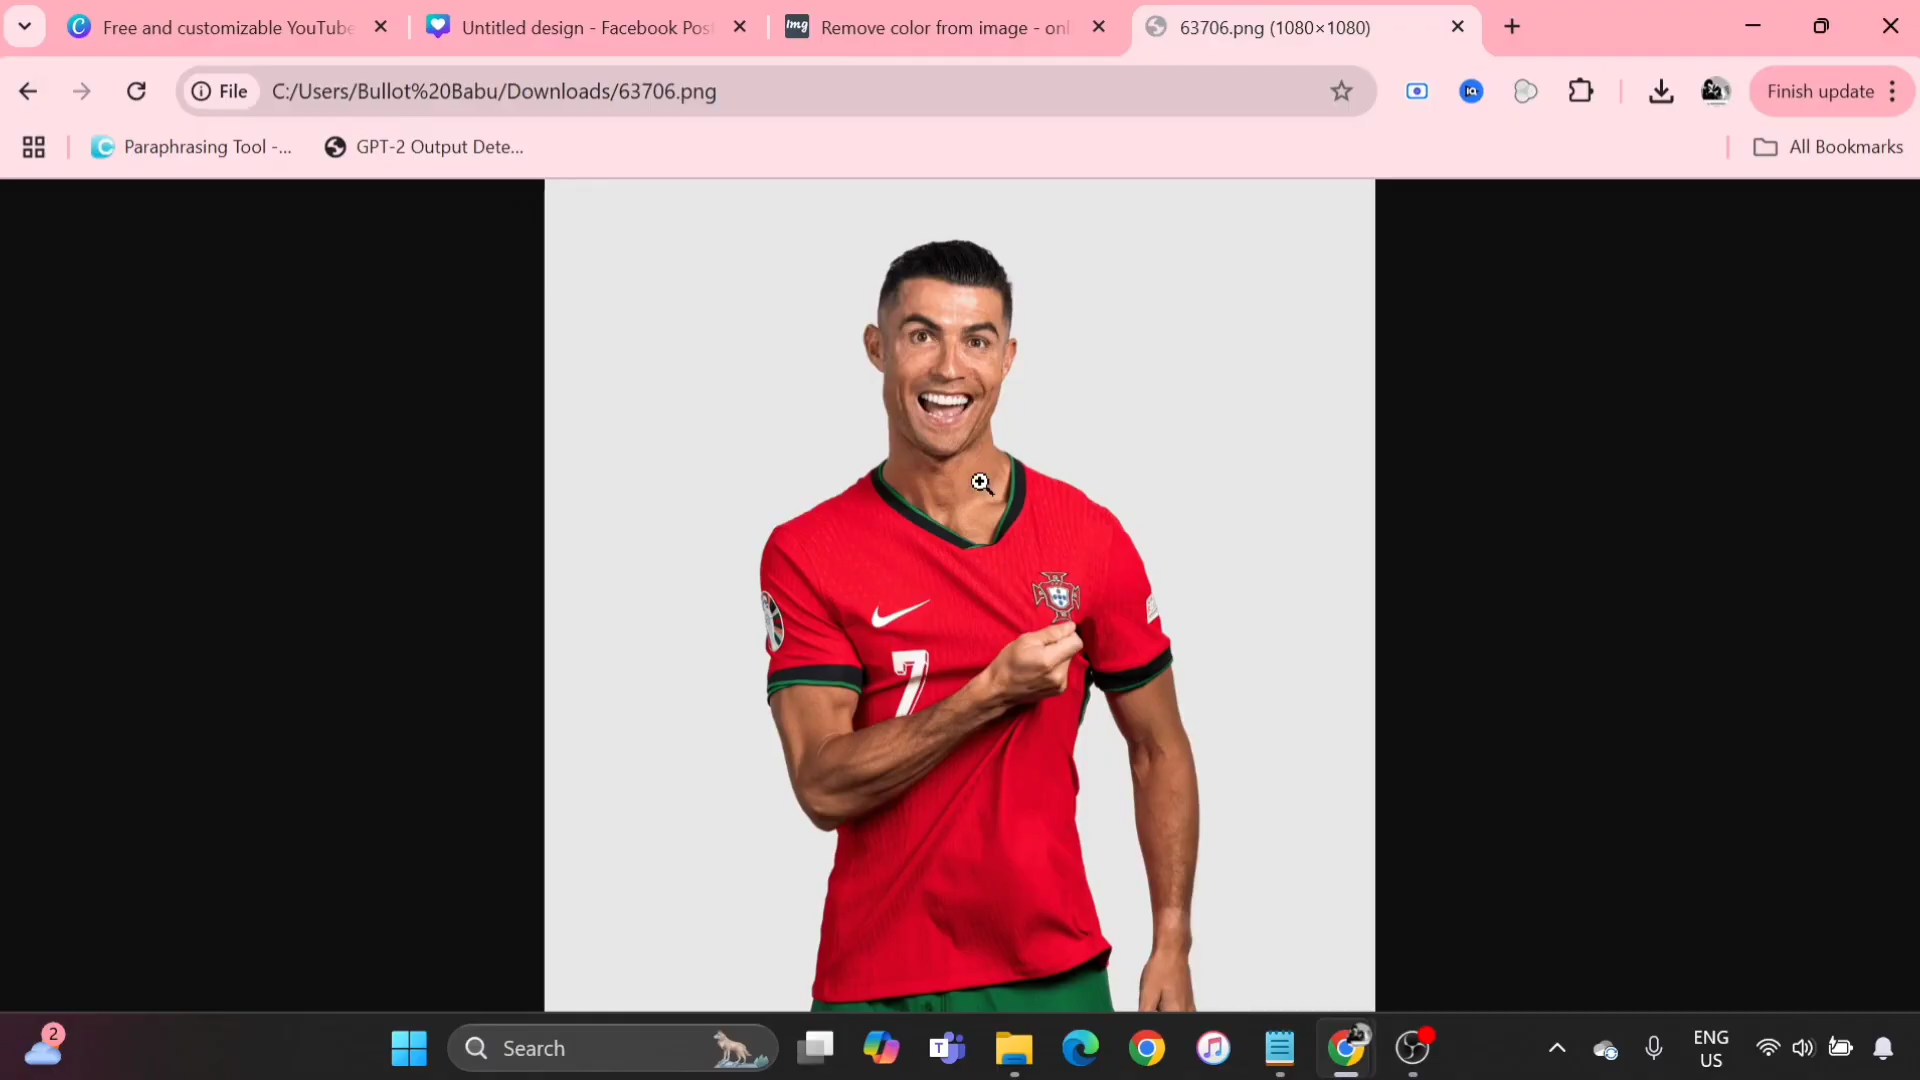 Free and customizable YouTube
Untitled design - Facebook Pos
Img
Remove color from image - onl
63706.png (1080×1080)
File
C:/Users/Bullot%20Babu/Downloads/63706.png
Finish update
Paraphrasing Tool -...
GPT-2 Output Dete...
All Bookmarks
7
2
Search
ENG
US